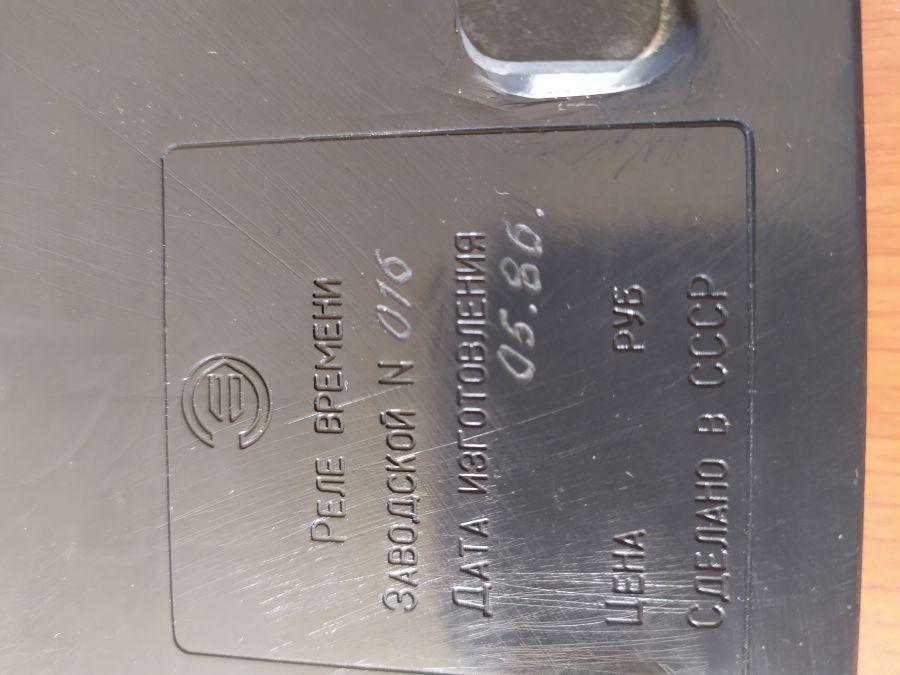 РЕЛЕ ВРЕМЕНИ
ЗАВОДСКОЙ N 016
ДАТА ИЗГОТОВЛЕНИЯ
05.86.
ЦЕНА РУБ
СДЕЛАНО В СССР